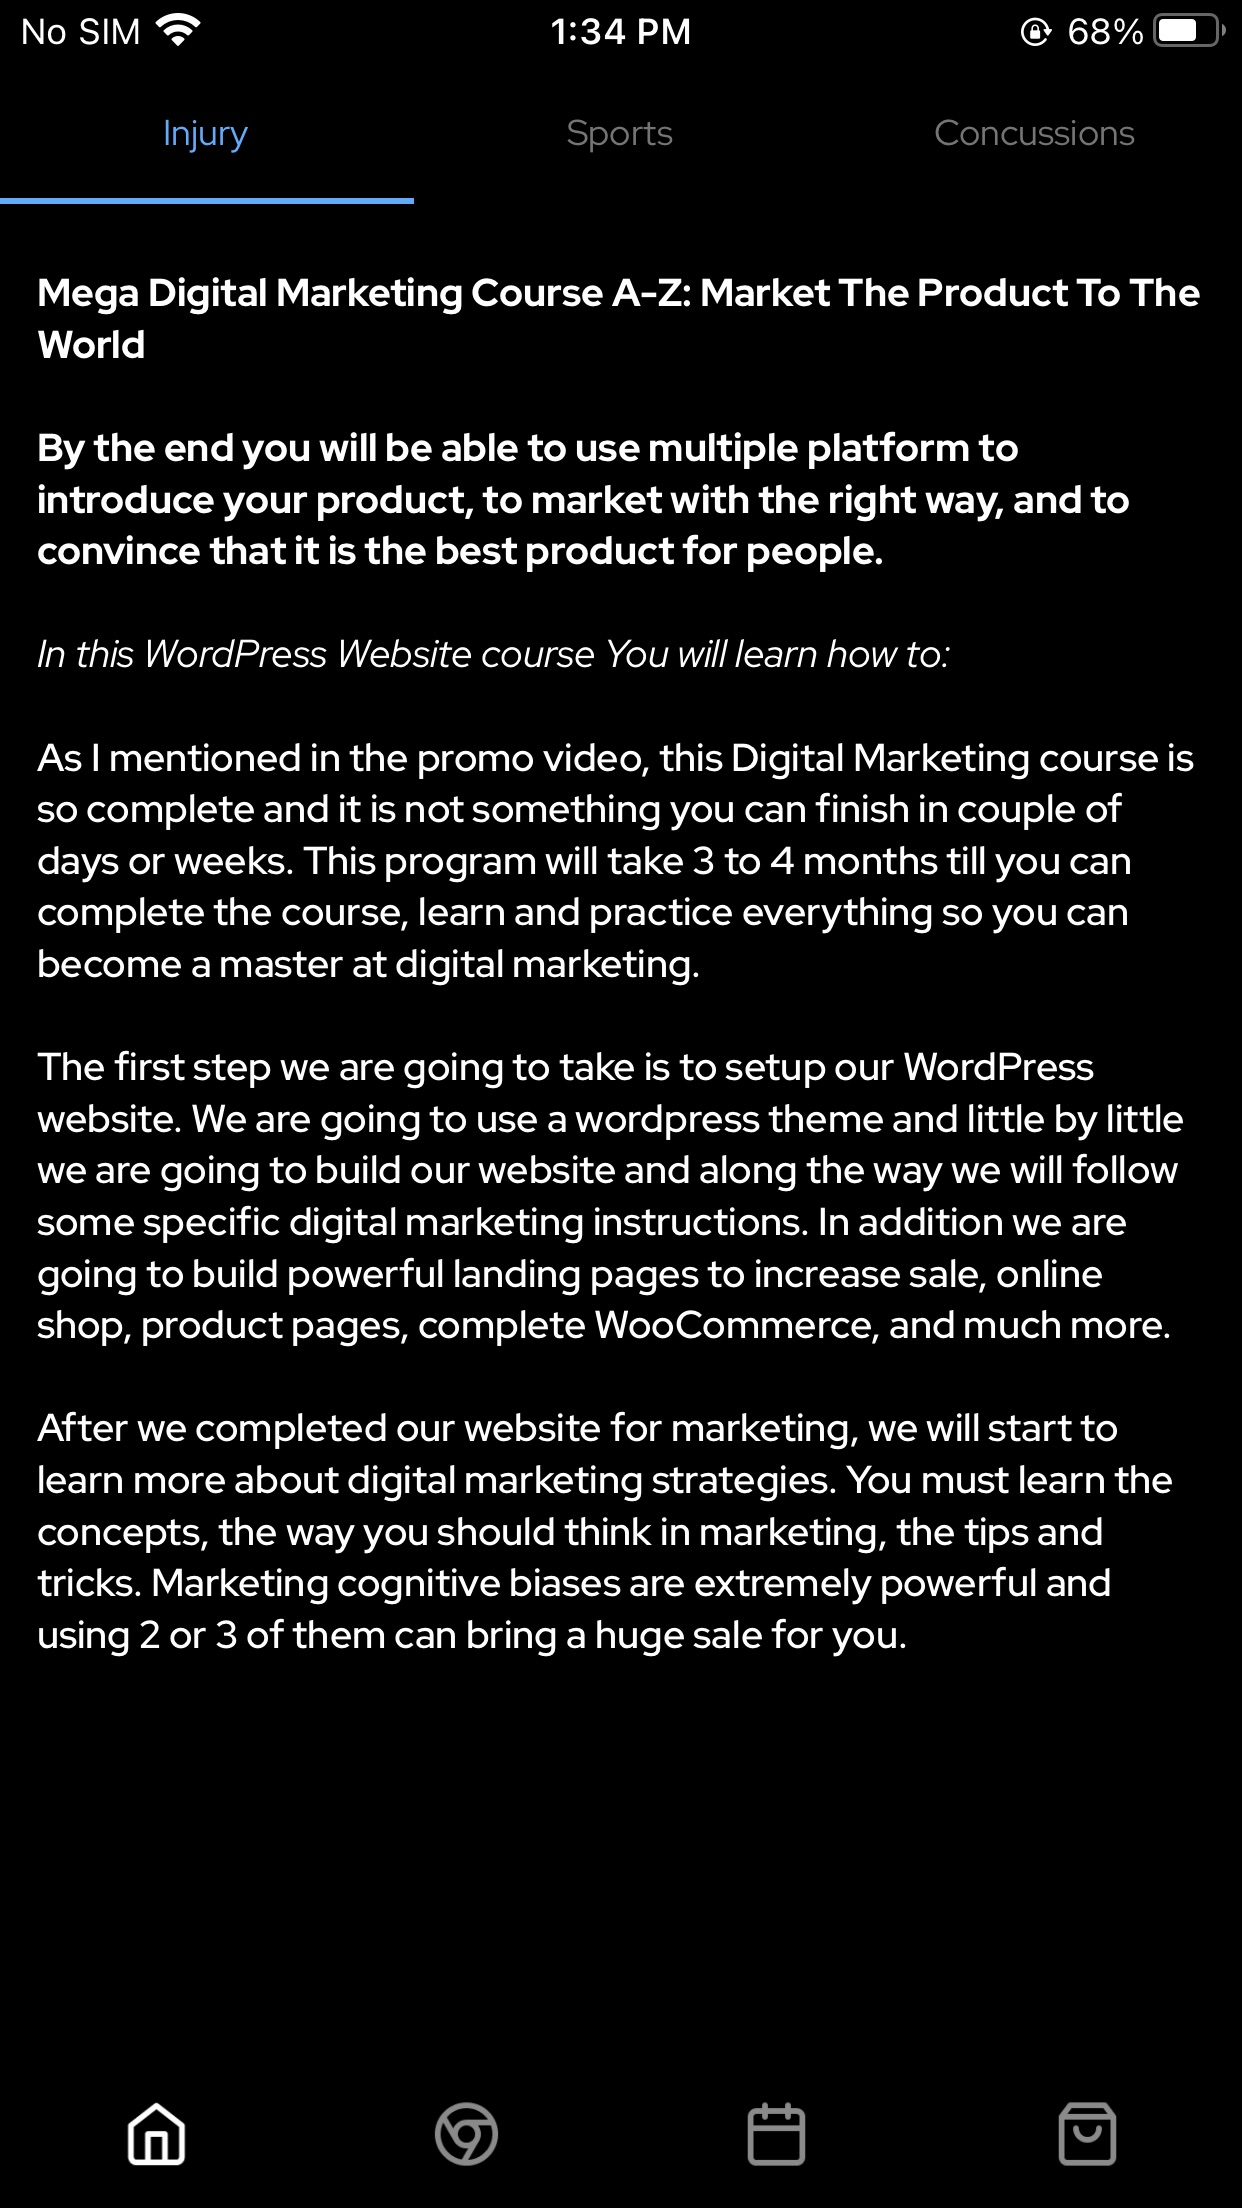 No SIM
1:34 PM
68%
Injury
Sports
Concussions
Mega Digital Marketing Course A-Z: Market The Product To The
World
By the end you will be able to use multiple platform to
introduce your product, to market with the right way, and to
convince that it is the best product for people.
In this WordPress Website course You will learn how to:
As I mentioned in the promo video, this Digital Marketing course is
so complete and it is not something you can finish in couple of
days or weeks. This program will take 3 to 4 months till you can
complete the course, learn and practice everything so you can
become a master at digital marketing.
The first step we are going to take is to setup our WordPress
website. We are going to use a wordpress theme and little by little
we are going to build our website and along the way we will follow
some specific digital marketing instructions. In addition we are
going to build powerful landing pages to increase sale, online
shop, product pages, complete WooCommerce, and much more.
After we completed our website for marketing, we will start to
learn more about digital marketing strategies. You must learn the
concepts, the way you should think in marketing, the tips and
tricks. Marketing cognitive biases are extremely powerful and
using 2 or 3 of them can bring a huge sale for you.